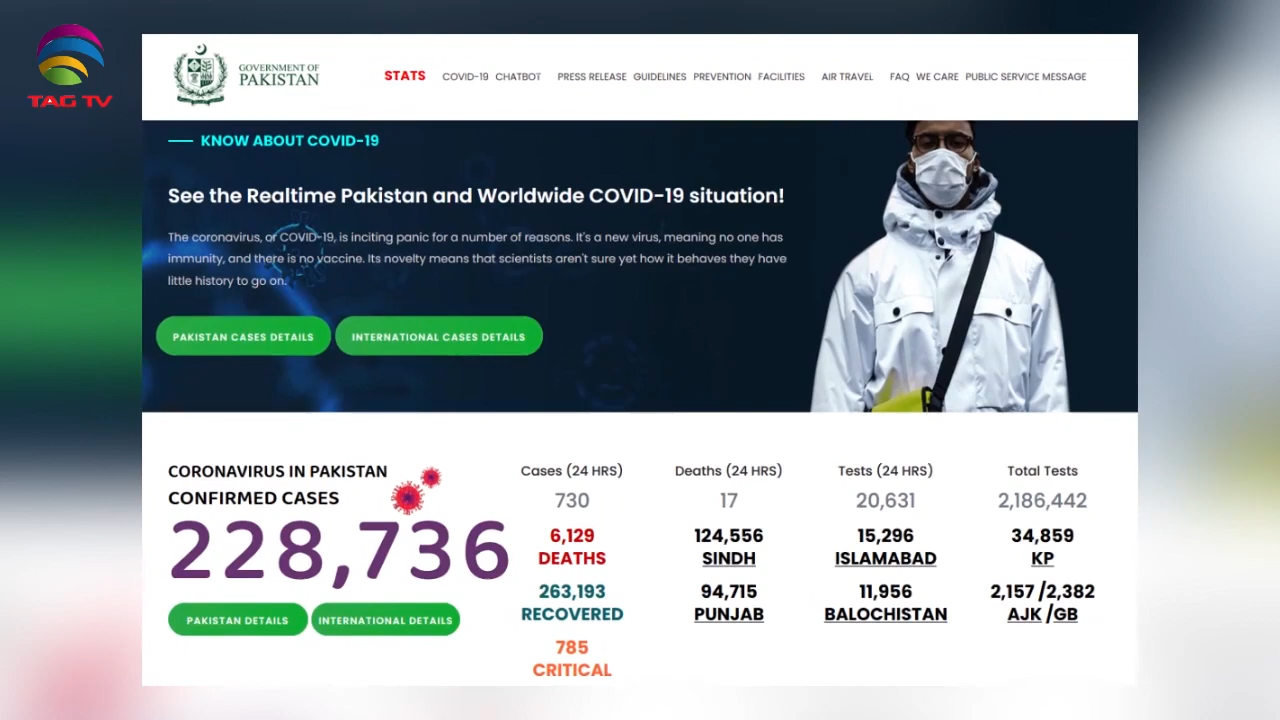 TAG TV
GOVERNMENT OF
PAKISTAN
STATS COVID-19 CHATBOT PRESS RELEASE GUIDELINES PREVENTION FACILITIES AIR TRAVEL FAQ WE CARE PUBLIC SERVICE MESSAGE
KNOW ABOUT COVID-19
See the Realtime Pakistan and Worldwide COVID-19 situation!
The coronavirus, or COVID-19, is inciting panic for a number of reasons. It's a new virus, meaning no one has
immunity, and there is no vaccine. Its novelty means that scientists aren't sure yet how it behaves they have
little history to go on.
PAKISTAN CASES DETAILS INTERNATIONAL CASES DETAILS
CORONAVIRUS IN PAKISTAN
CONFIRMED CASES
228,736
PAKISTAN DETAILS INTERNATIONAL DETAILS
Cases (24 HRS) Deaths (24 HRS) Tests (24 HRS) Total Tests
730 17 20,631 2,186,442
6,129 124,556 15,296 34,859
DEATHS SINDH ISLAMABAD KP
263,193 94,715 11,956 2,157 /2,382
RECOVERED PUNJAB BALOCHISTAN AJK /GB
785
CRITICAL